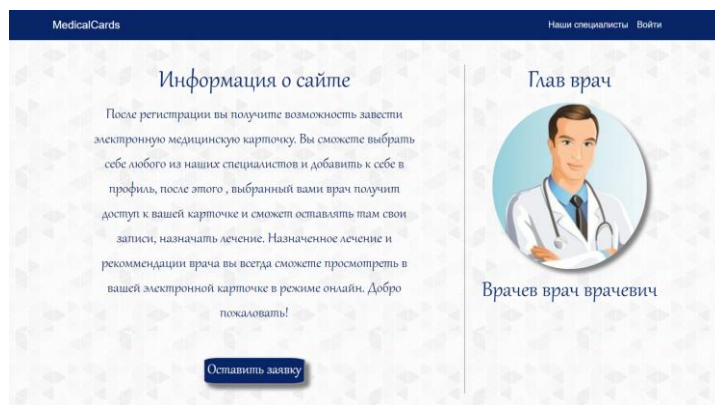 MedicalCards
Наши специалисты Войти
Информация о сайте
После регистрации вы получите возможность завести
электронную медицинскую карточку. Вы сможете выбрать
себе любого из наших специалистов и добавить к себе в
профиль, после этого , выбранный вами врач получит
доступ к вашей карточке и сможет оставлять там свои
записи, назначать лечение. Назначенное лечение и
рекоммендации врача вы всегда сможете просмотреть в
вашей электронной карточке в режиме онлайн. Добро
пожаловать!
Оставить заявку
Глав врач
Врачев врач врачевич